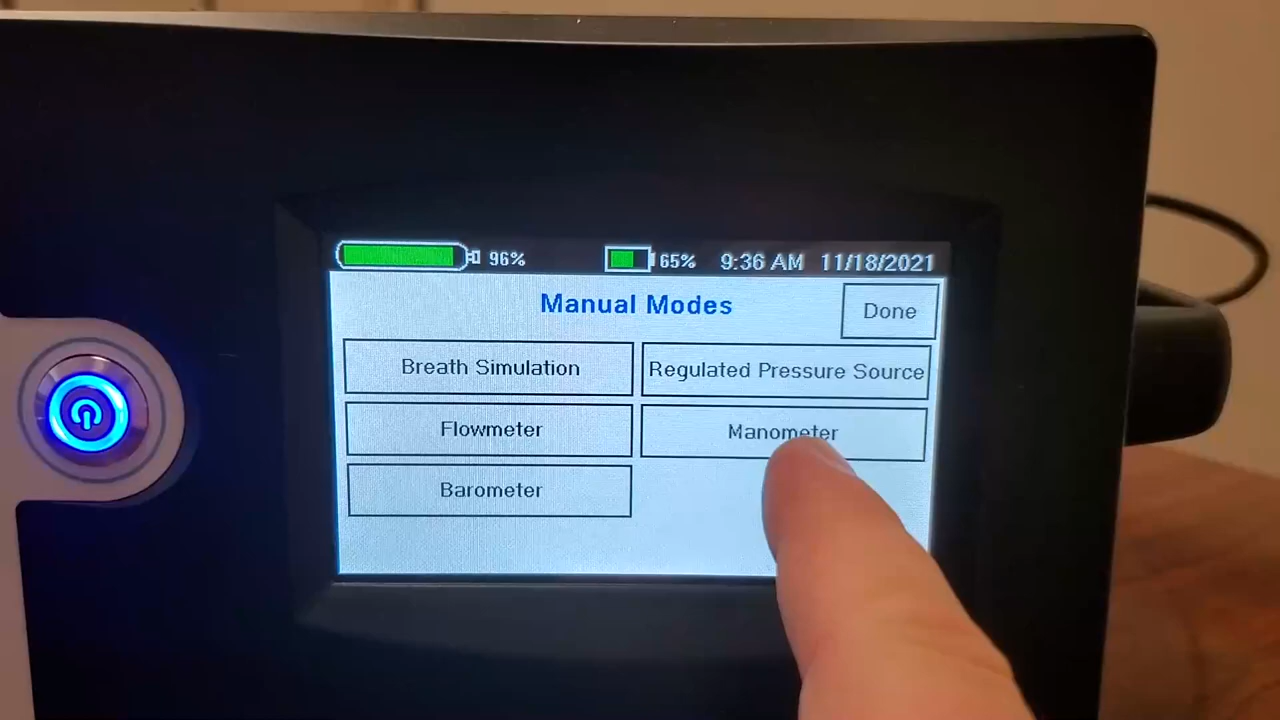 96% 65% 9:36 AM 11/18/2021
Manual Modes
Done
Breath Simulation
Regulated Pressure Source
Flowmeter
Manometer
Barometer